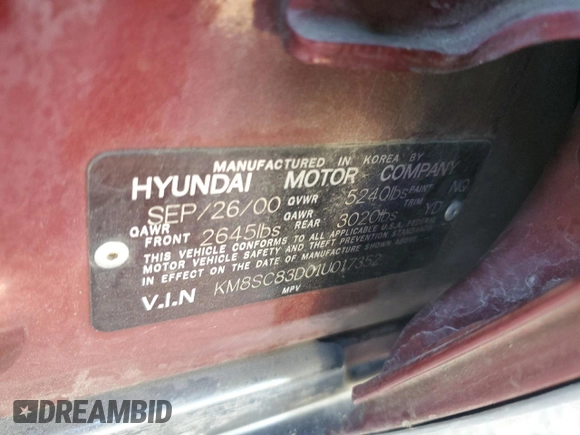 MANUFACTURED IN KOREA BY
HYUNDAI MOTOR COMPANY
SEP/26/00 GVWR 5240lbs PAINT NQ
GAWR FRONT 2645lbs GAWR REAR 3020lbs TRIM YD
THIS VEHICLE CONFORMS TO ALL APPLICABLE U.S.A. FEDERAL
MOTOR VEHICLE SAFETY AND THEFT PREVENTION STANDARDS
IN EFFECT ON THE DATE OF MANUFACTURE SHOWN ABOVE.
V.I.N KM8SC83D01U017352
MPV
DREAMBID